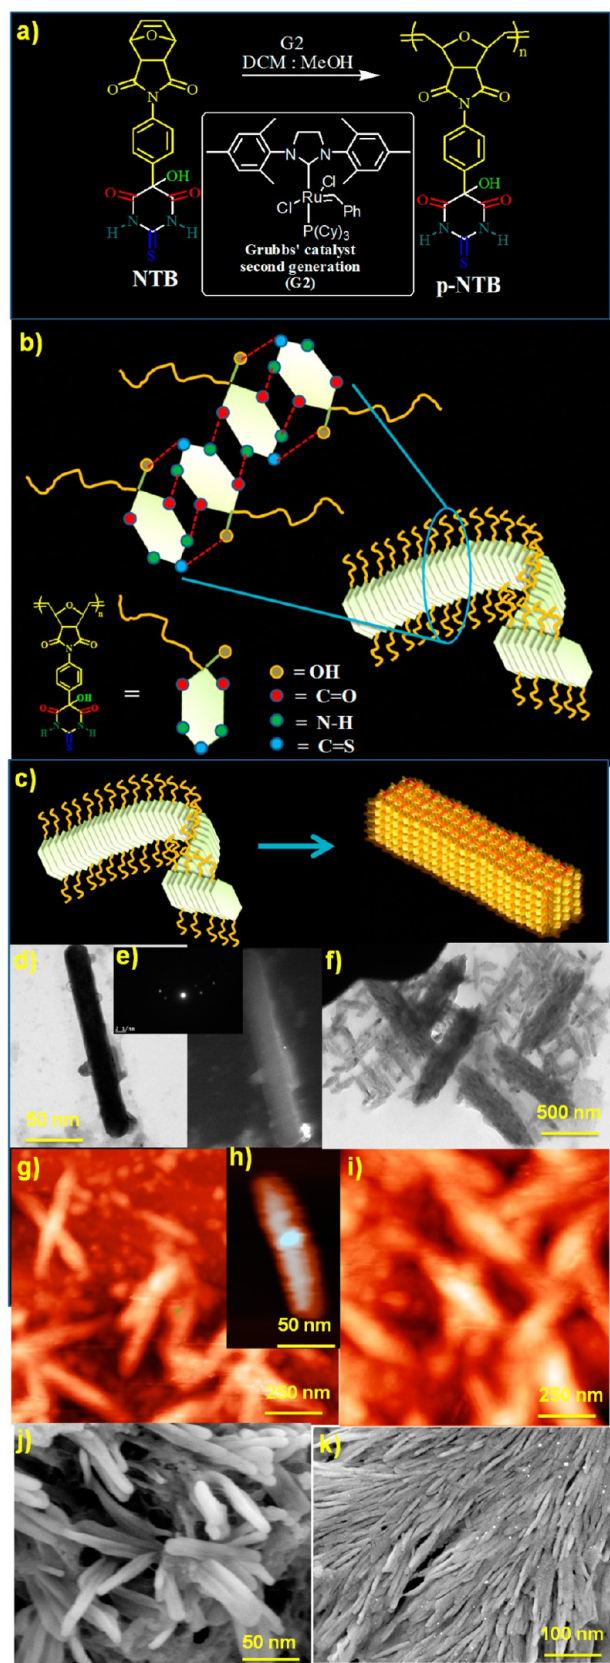 a)
G2
DCM : MeOH
O
O
O
N
OH
O
O
N
N
H
H
S
NTB
N
N
Cl
Ru
Cl
Ph
P(Cy)3
Grubbs' catalyst
second generation
(G2)
O
n
O
O
N
OH
O
O
N
N
H
H
S
p-NTB
b)
O
n
O
O
N
OH
O
O
N
N
H
H
S
=
= OH
= C=O
= N-H
= C=S
c)
d)
50 nm
e)
f)
500 nm
g)
250 nm
h)
50 nm
i)
250 nm
j)
50 nm
k)
100 nm